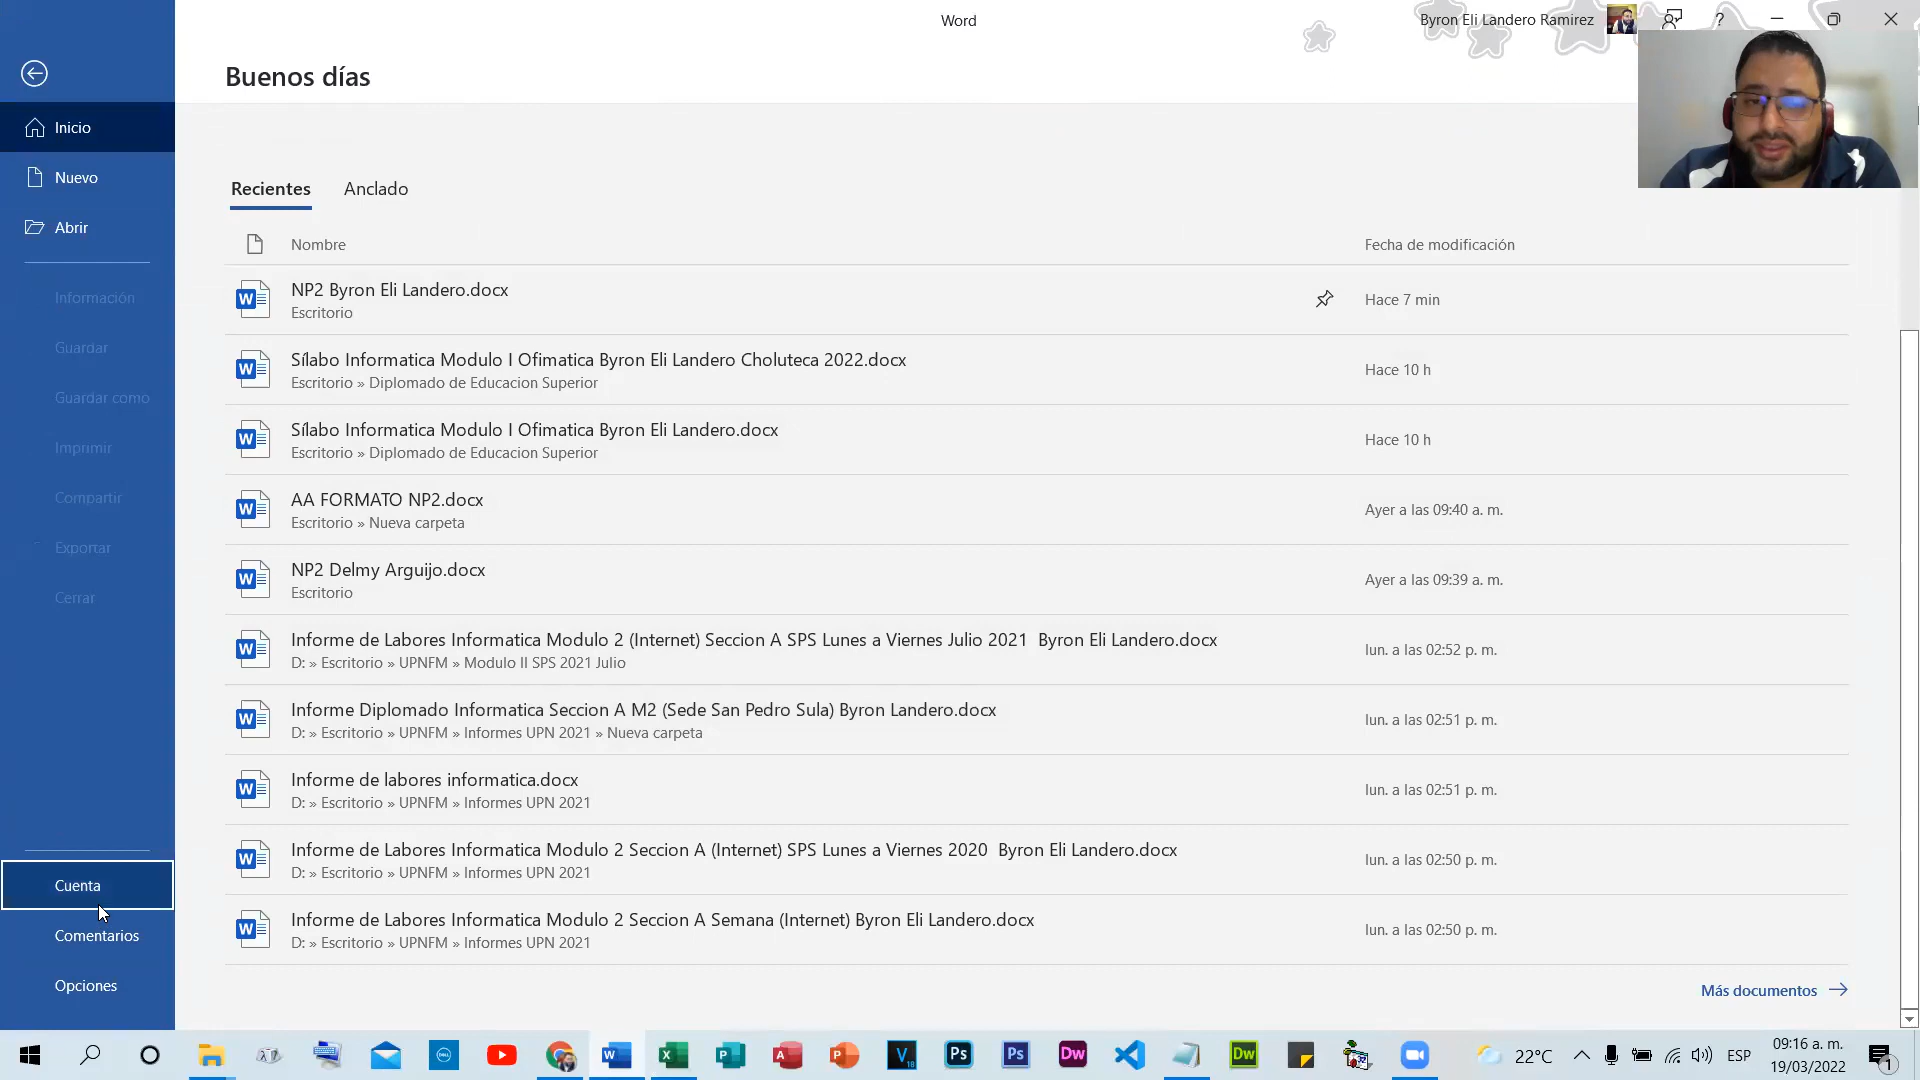 Word
Byron Eli Landero Ramirez
?
Buenos días
Inicio
Nuevo
Abrir
Información
Guardar
Guardar como
Imprimir
Compartir
Exportar
Cerrar
Cuenta
Comentarios
Opciones
Recientes Anclado
Nombre Fecha de modificación
NP2 Byron Eli Landero.docx
Escritorio
Hace 7 min
Sílabo Informatica Modulo I Ofimatica Byron Eli Landero Choluteca 2022.docx
Escritorio » Diplomado de Educacion Superior
Hace 10 h
Sílabo Informatica Modulo I Ofimatica Byron Eli Landero.docx
Escritorio » Diplomado de Educacion Superior
Hace 10 h
AA FORMATO NP2.docx
Escritorio » Nueva carpeta
Ayer a las 09:40 a. m.
NP2 Delmy Arguijo.docx
Escritorio
Ayer a las 09:39 a. m.
Informe de Labores Informatica Modulo 2 (Internet) Seccion A SPS Lunes a Viernes Julio 2021 Byron Eli Landero.docx
D: » Escritorio » UPNFM » Modulo II SPS 2021 Julio
lun. a las 02:52 p. m.
Informe Diplomado Informatica Seccion A M2 (Sede San Pedro Sula) Byron Landero.docx
D: » Escritorio » UPNFM » Informes UPN 2021 » Nueva carpeta
lun. a las 02:51 p. m.
Informe de labores informatica.docx
D: » Escritorio » UPNFM » Informes UPN 2021
lun. a las 02:51 p. m.
Informe de Labores Informatica Modulo 2 Seccion A (Internet) SPS Lunes a Viernes 2020 Byron Eli Landero.docx
D: » Escritorio » UPNFM » Informes UPN 2021
lun. a las 02:50 p. m.
Informe de Labores Informatica Modulo 2 Seccion A Semana (Internet) Byron Eli Landero.docx
D: » Escritorio » UPNFM » Informes UPN 2021
lun. a las 02:50 p. m.
Más documentos
22°C
ESP
09:16 a. m.
19/03/2022
1